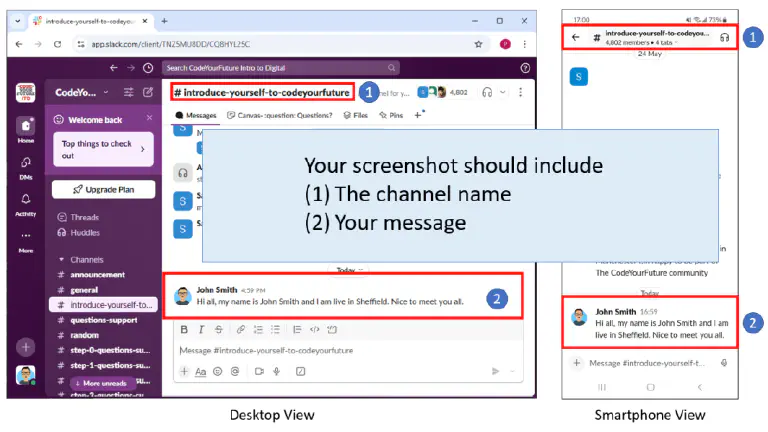 introduce-yourself-to-codeyou
app.slack.com/client/TNZ5MU8DD/CQ8HYL25C
P
Search CodeYourFuture Intro to Digital
CodeYo...
Welcome back
Top things to check
out
Upgrade Plan
Home
DMs
Activity
More
Threads
Huddles
Channels
# announcement
# general
# introduce-yourself-to...
# questions-support
# random
# step-0-questions-su...
# step-1-questions-su...
More unreads
# introduce-yourself-to-codeyourfuture
1
4,802
Messages
Canvas-:question: Questions?
Files
Pins
Today
John Smith 4:59 PM
Hi all, my name is John Smith and I am live in Sheffield. Nice to meet you all.
2
Message #introduce-yourself-to-codeyourfuture
Aa
Desktop View
Your screenshot should include
(1) The channel name
(2) Your message
17:00
73%
# introduce-yourself-to-codeyou...
4,802 members • 4 tabs
1
24 May
S
The CodeYourFuture community
Today
John Smith 16:59
Hi all, my name is John Smith and I am
live in Sheffield. Nice to meet you all.
2
Message #introduce-yourself-to-f...
Smartphone View